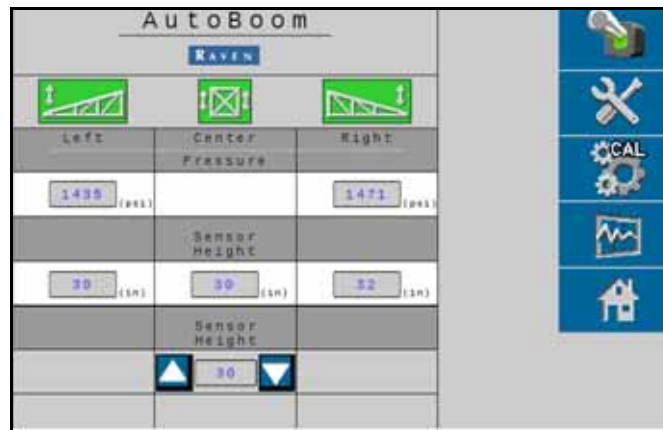 AutoBoom
RAVEN
Left Center Right
Pressure
1435 (psi) 1471 (psi)
Sensor
Height
30 (in) 30 (in) 32 (in)
Sensor
Height
30
CAL